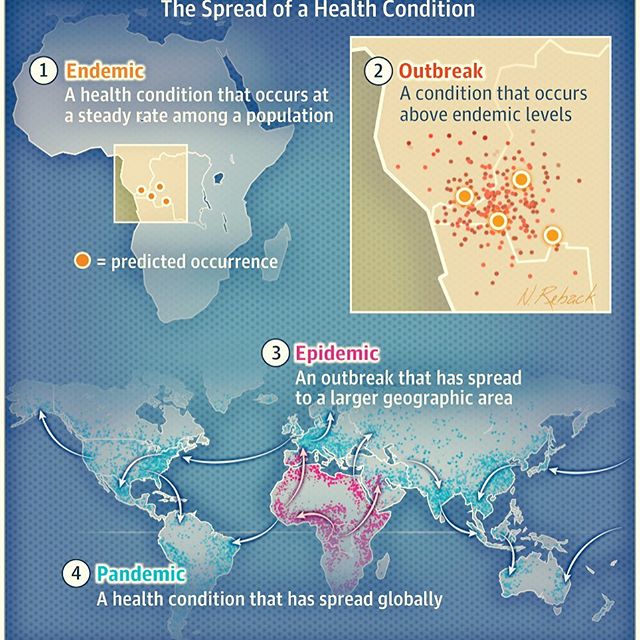 The Spread of a Health Condition
1 Endemic
A health condition that occurs at
a steady rate among a population
= predicted occurrence
2 Outbreak
A condition that occurs
above endemic levels
N. Reback
3 Epidemic
An outbreak that has spread
to a larger geographic area
4 Pandemic
A health condition that has spread globally